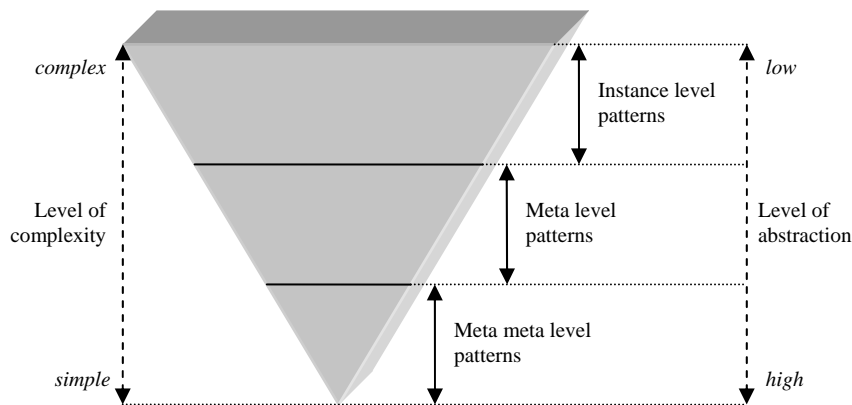 complex
low
Instance level
patterns
Level of
complexity
Meta level
patterns
Level of
abstraction
Meta meta level
patterns
simple
high